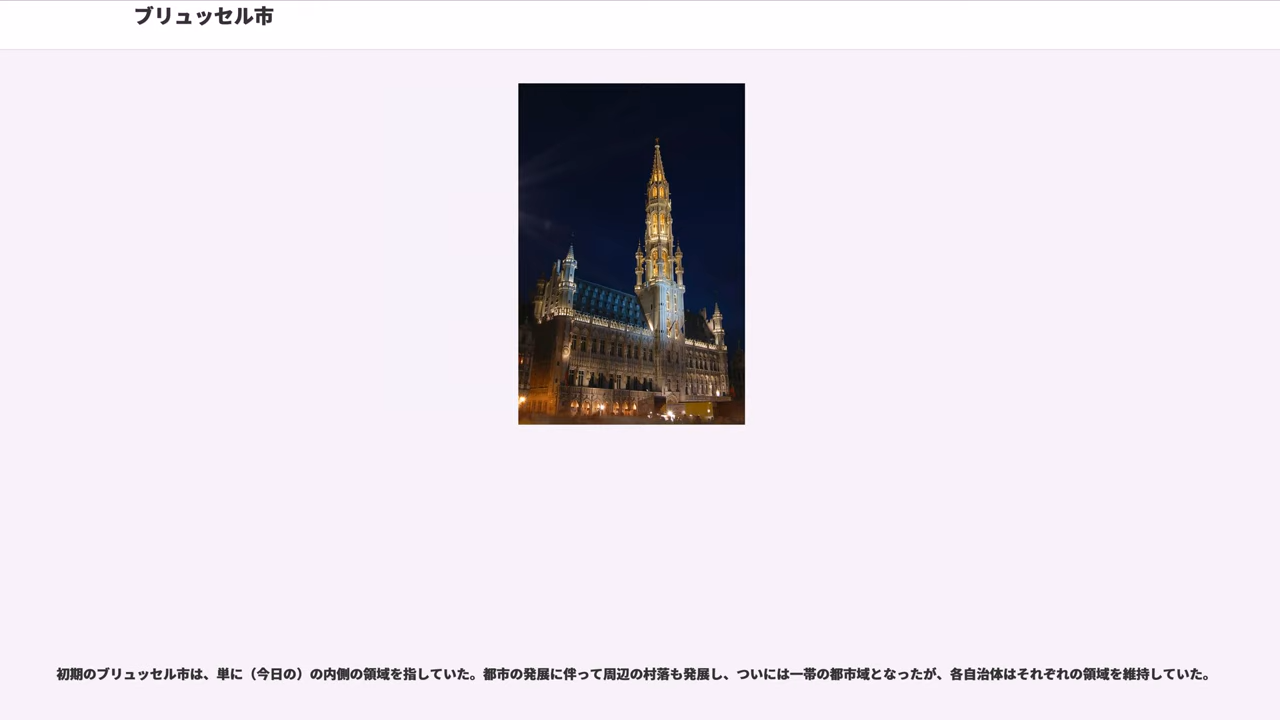 ブリュッセル市
初期のブリュッセル市は、単に（今日の）の内側の領域を指していた。都市の発展に伴って周辺の村落も発展し、ついには一帯の都市域となったが、各自治体はそれぞれの領域を維持していた。